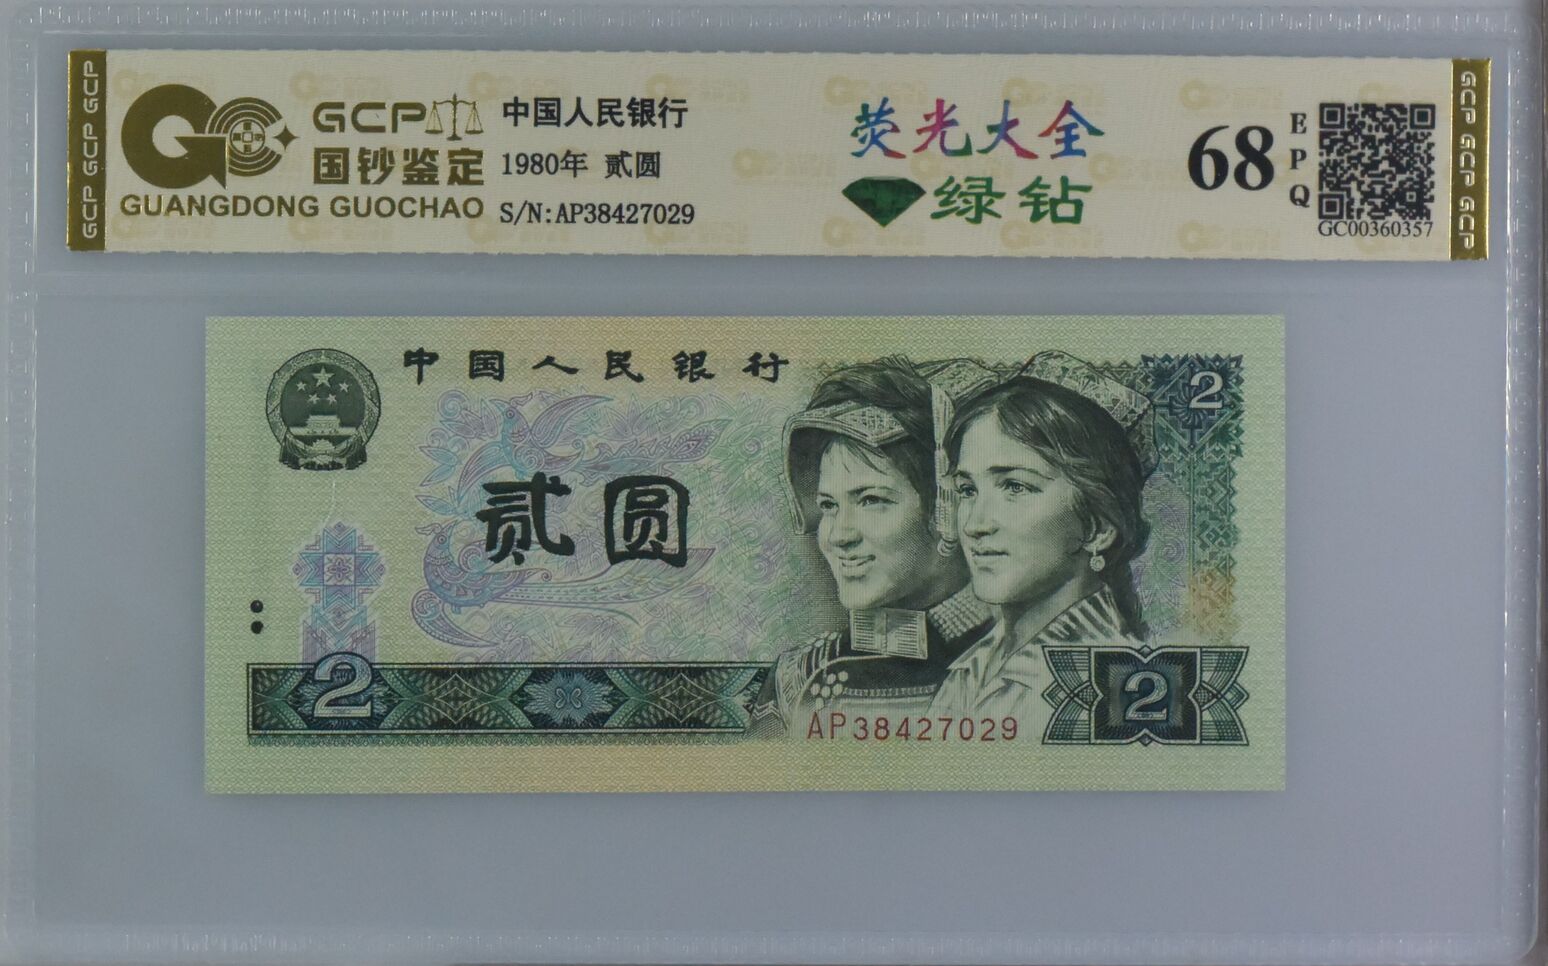 GCP GCP GCP
GCP
国钞鉴定
GUANGDONG GUOCHAO
中国人民银行
1980年 贰圆
S/N:AP38427029
荧光大全
绿钻
68
EPQ
GC00360357
GCP GCP GCP
中国人民银行
2
贰圆
2
AP38427029
2